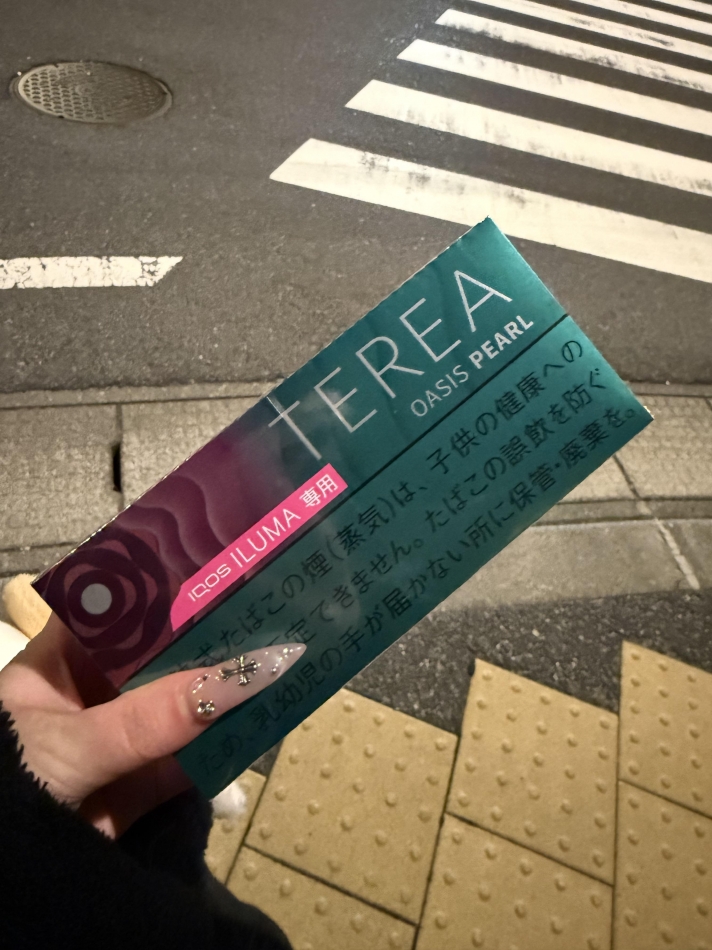 TEREA
OASIS PEARL
IQOS ILUMA 専用
式たばこの煙(蒸気)は、子供の健康への
定できません。たばこの誤飲を防ぐ
ため、乳幼児の手が届かない所に保管・廃棄を。